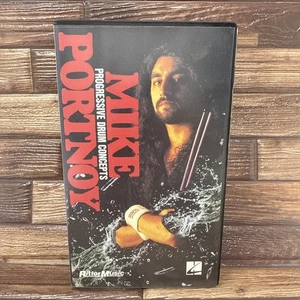 MIKE
PORTNOY
PROGRESSIVE DRUM CONCEPTS
RittorMusic